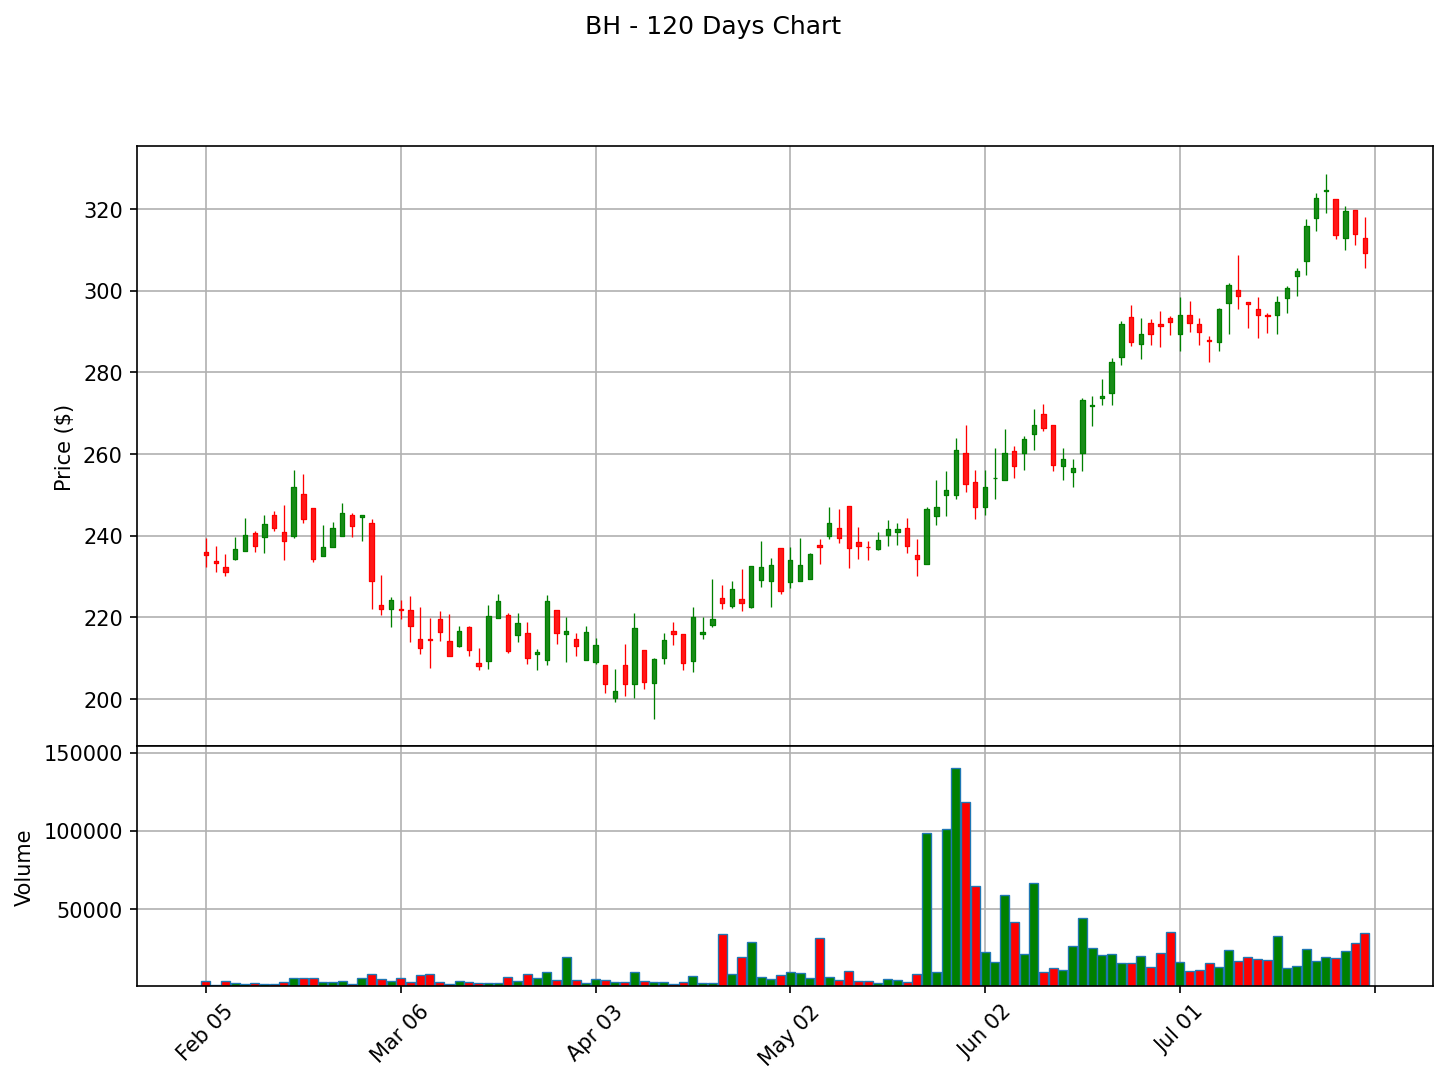 BH - 120 Days Chart
Price ($)
320
300
280
260
240
220
200
Volume
150000
100000
50000
Feb 05
Mar 06
Apr 03
May 02
Jun 02
Jul 01